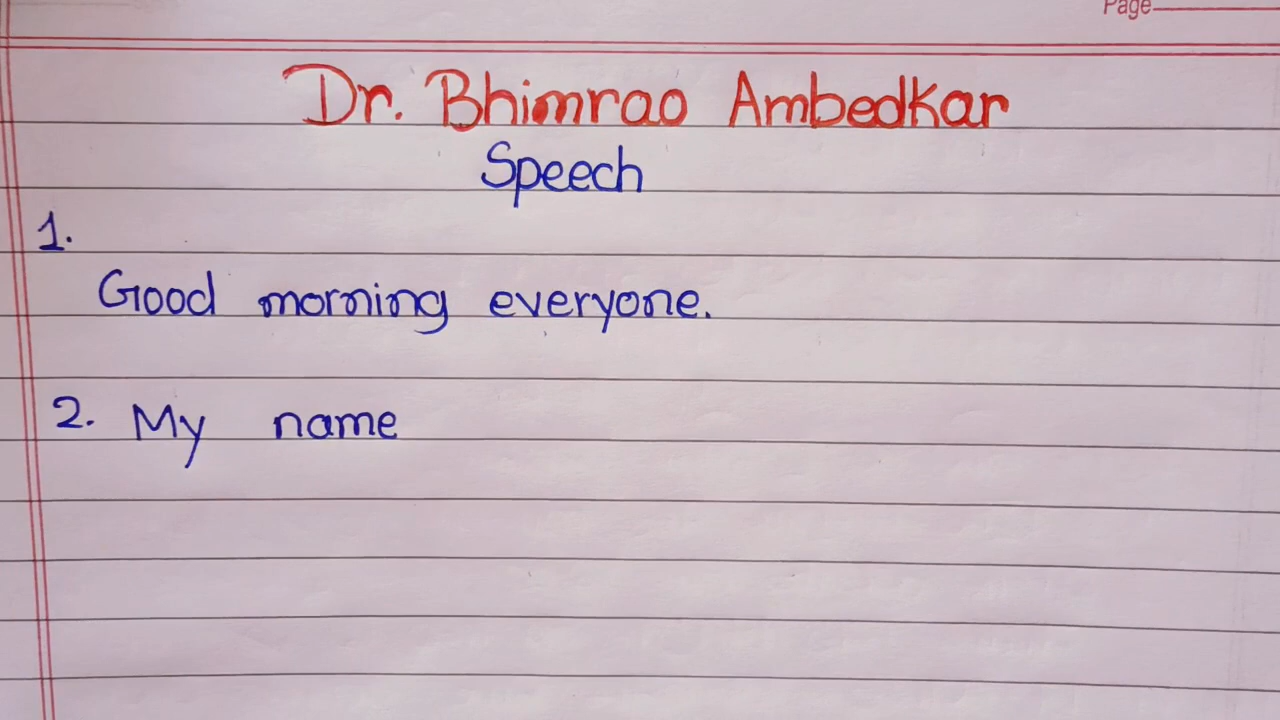 Page
Dr. Bhimrao Ambedkar
Speech
1.
Good morning everyone.
2. My name